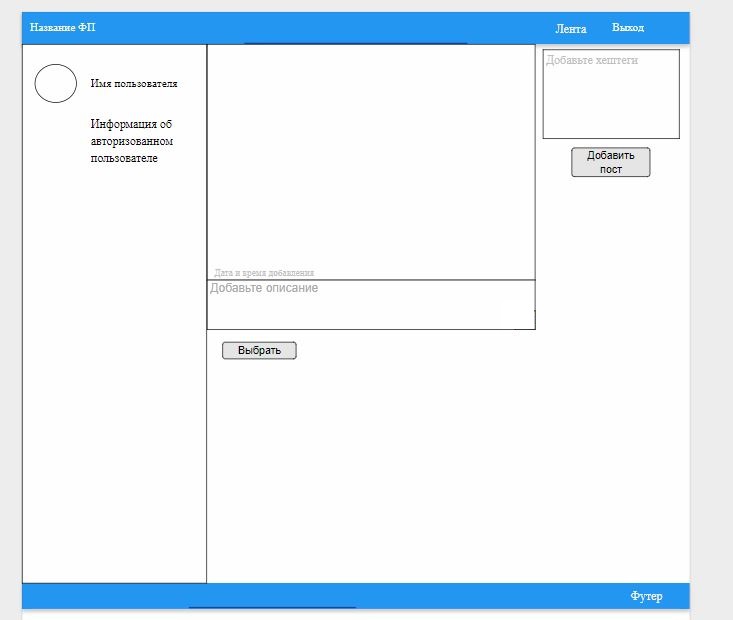 Название ФП
Лента
Выход
Имя пользователя
Информация об
авторизованном
пользователе
Дата и время добавления
Добавьте описание
Выбрать
Добавьте хештеги
Добавить
пост
Футер